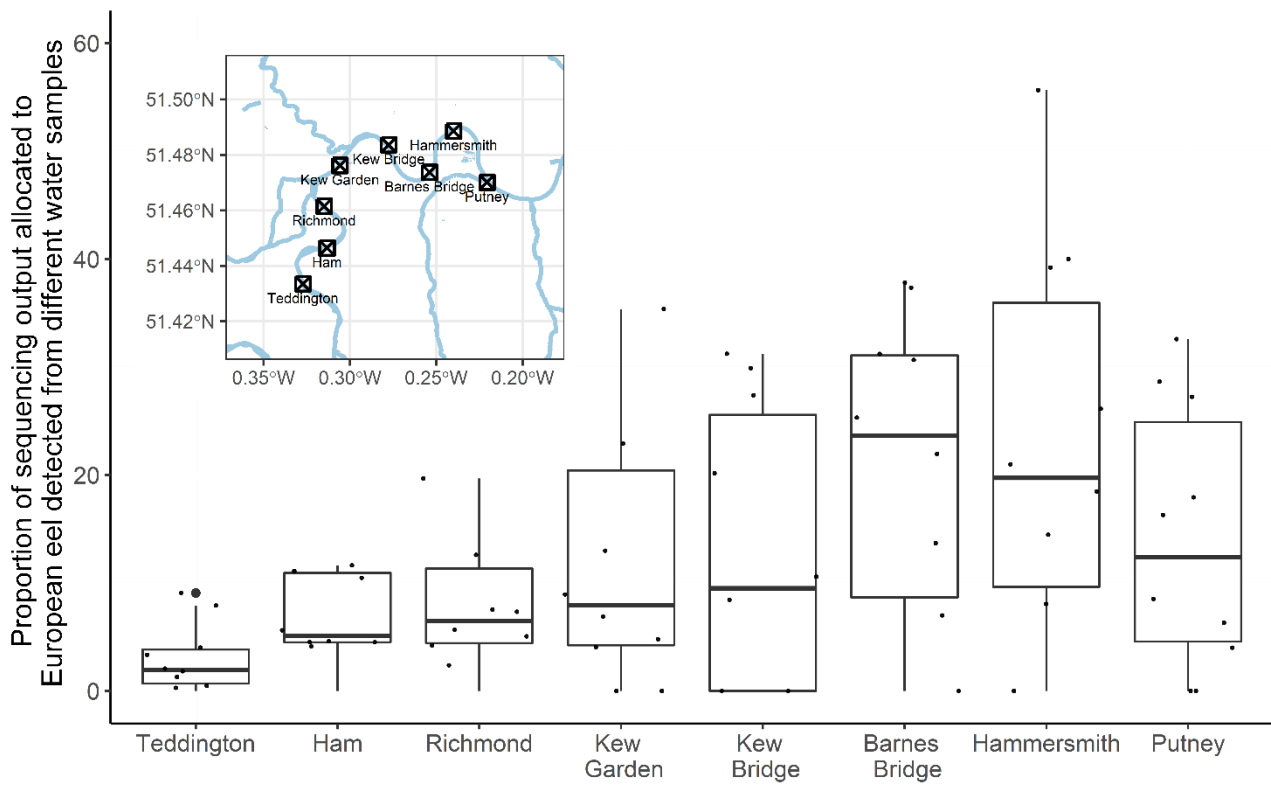 Proportion of sequencing output allocated to
European eel detected from different water samples
60
40
20
0
51.50°N
51.48°N
51.46°N
51.44°N
51.42°N
0.35°W 0.30°W 0.25°W 0.20°W
Hammersmith
Kew Bridge
Kew Garden
Barnes Bridge
Putney
Richmond
Ham
Teddington
Teddington Ham Richmond Kew Garden Kew Bridge Barnes Bridge Hammersmith Putney